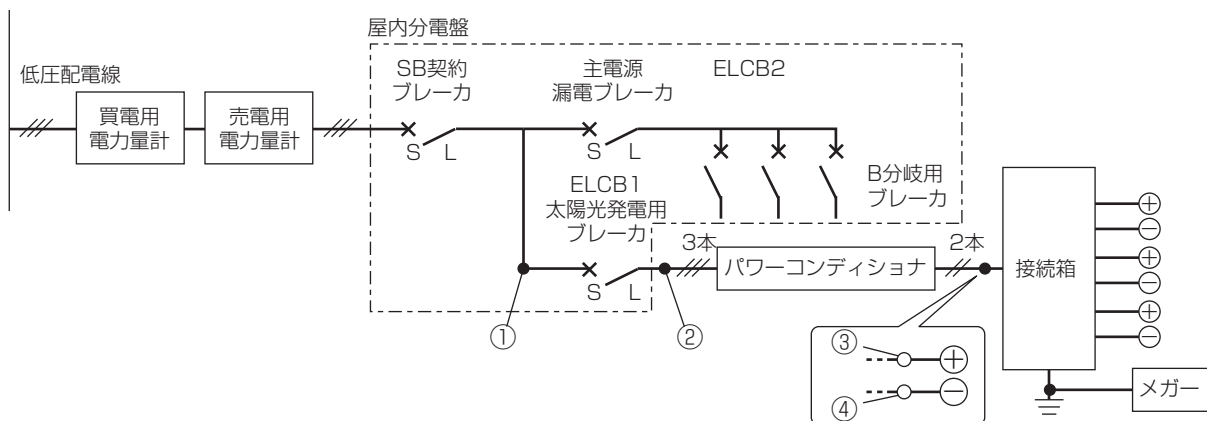 屋内分電盤
低圧配電線
買電用
電力量計
売電用
電力量計
SB契約
ブレーカ
S L
主電源
漏電ブレーカ
S L
ELCB2
B分岐用
ブレーカ
ELCB1
太陽光発電用
ブレーカ
S L
①
②
3本
パワーコンディショナ
2本
接続箱
＋
－
＋
－
＋
－
③
＋
④
－
メガー